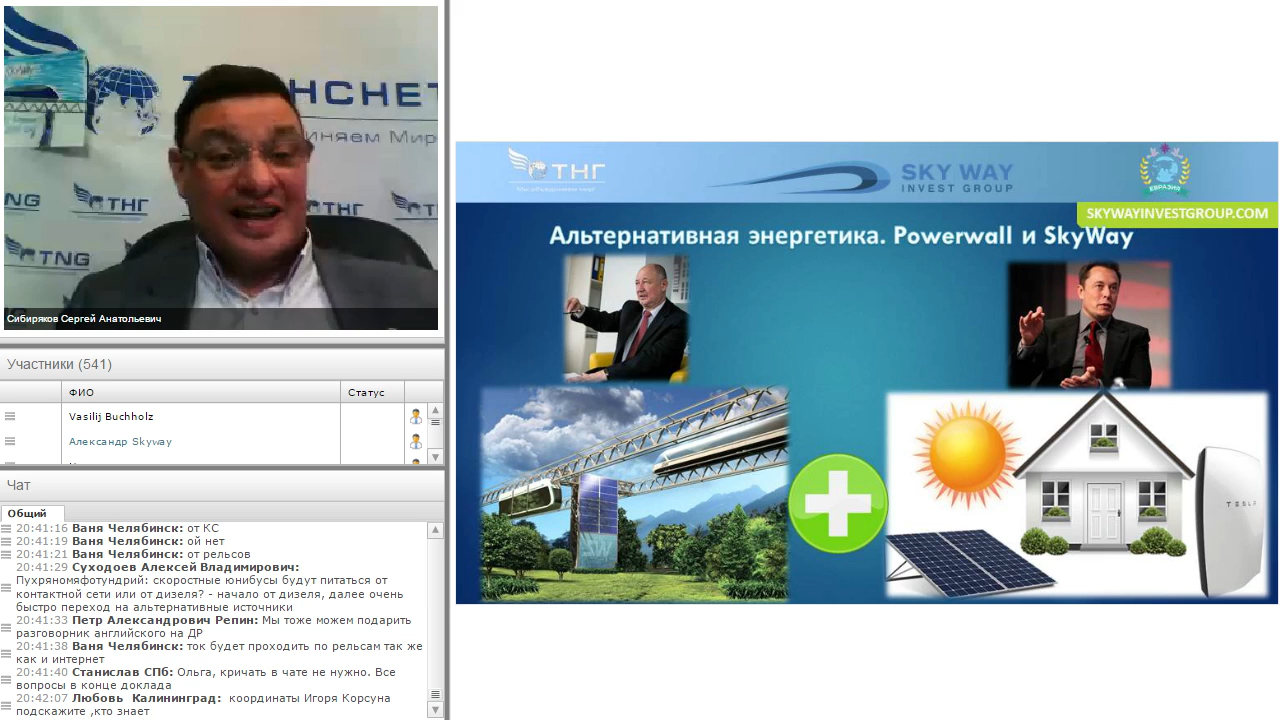 ТРАНСНЕТ
иняем Мир
ТНГ
ТНГ
TNG
TNG
Сибиряков Сергей Анатольевич
Участники (541)
ФИО
Статус
Vasilij Buchholz
Александр Skyway
Чат
Общий
20:41:16 Ваня Челябинск: от КС
20:41:19 Ваня Челябинск: ой нет
20:41:21 Ваня Челябинск: от рельсов
20:41:29 Суходоев Алексей Владимирович:
Пухряномяфотундрий: скоростные юнибусы будут питаться от
контактной сети или от дизеля? - начало от дизеля, далее очень
быстро переход на альтернативные источники
20:41:33 Петр Александрович Репин: Мы тоже можем подарить
разговорник английского на ДР
20:41:38 Ваня Челябинск: ток будет проходить по рельсам так же
как и интернет
20:41:40 Станислав СПб: Ольга, кричать в чате не нужно. Все
вопросы в конце доклада
20:42:07 Любовь Калининград: координаты Игоря Корсуна
подскажите ,кто знает
ТНГ
Мы объединяем мир!
SKY WAY
INVEST GROUP
ЕВРАЗИЯ
SKYWAYINVESTGROUP.COM
Альтернативная энергетика. Powerwall и SkyWay
SW
TESLA